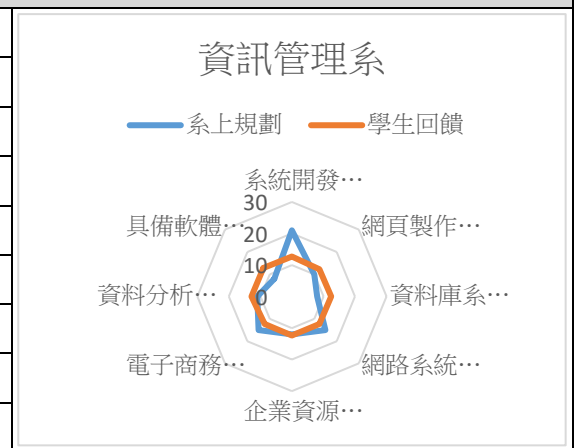 資訊管理系
系上規劃 學生回饋
系統開發…
30
具備軟體… 網頁製作…
20
10
資料分析… 0 資料庫系…
電子商務… 網路系統…
企業資源…